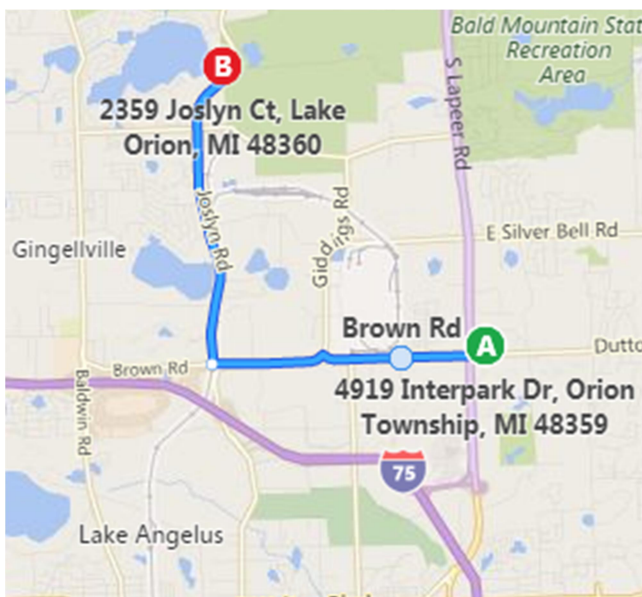 Bald Mountain Stat
Recreation
Area
B
2359 Joslyn Ct, Lake
Orion, MI 48360
S Lapeer Rd
Joslyn Rd
Giddings Rd
E Silver Bell Rd
Gingellville
Brown Rd
A
Brown Rd
Dutto
4919 Interpark Dr, Orion
Township, MI 48359
Baldwin Rd
75
Lake Angelus